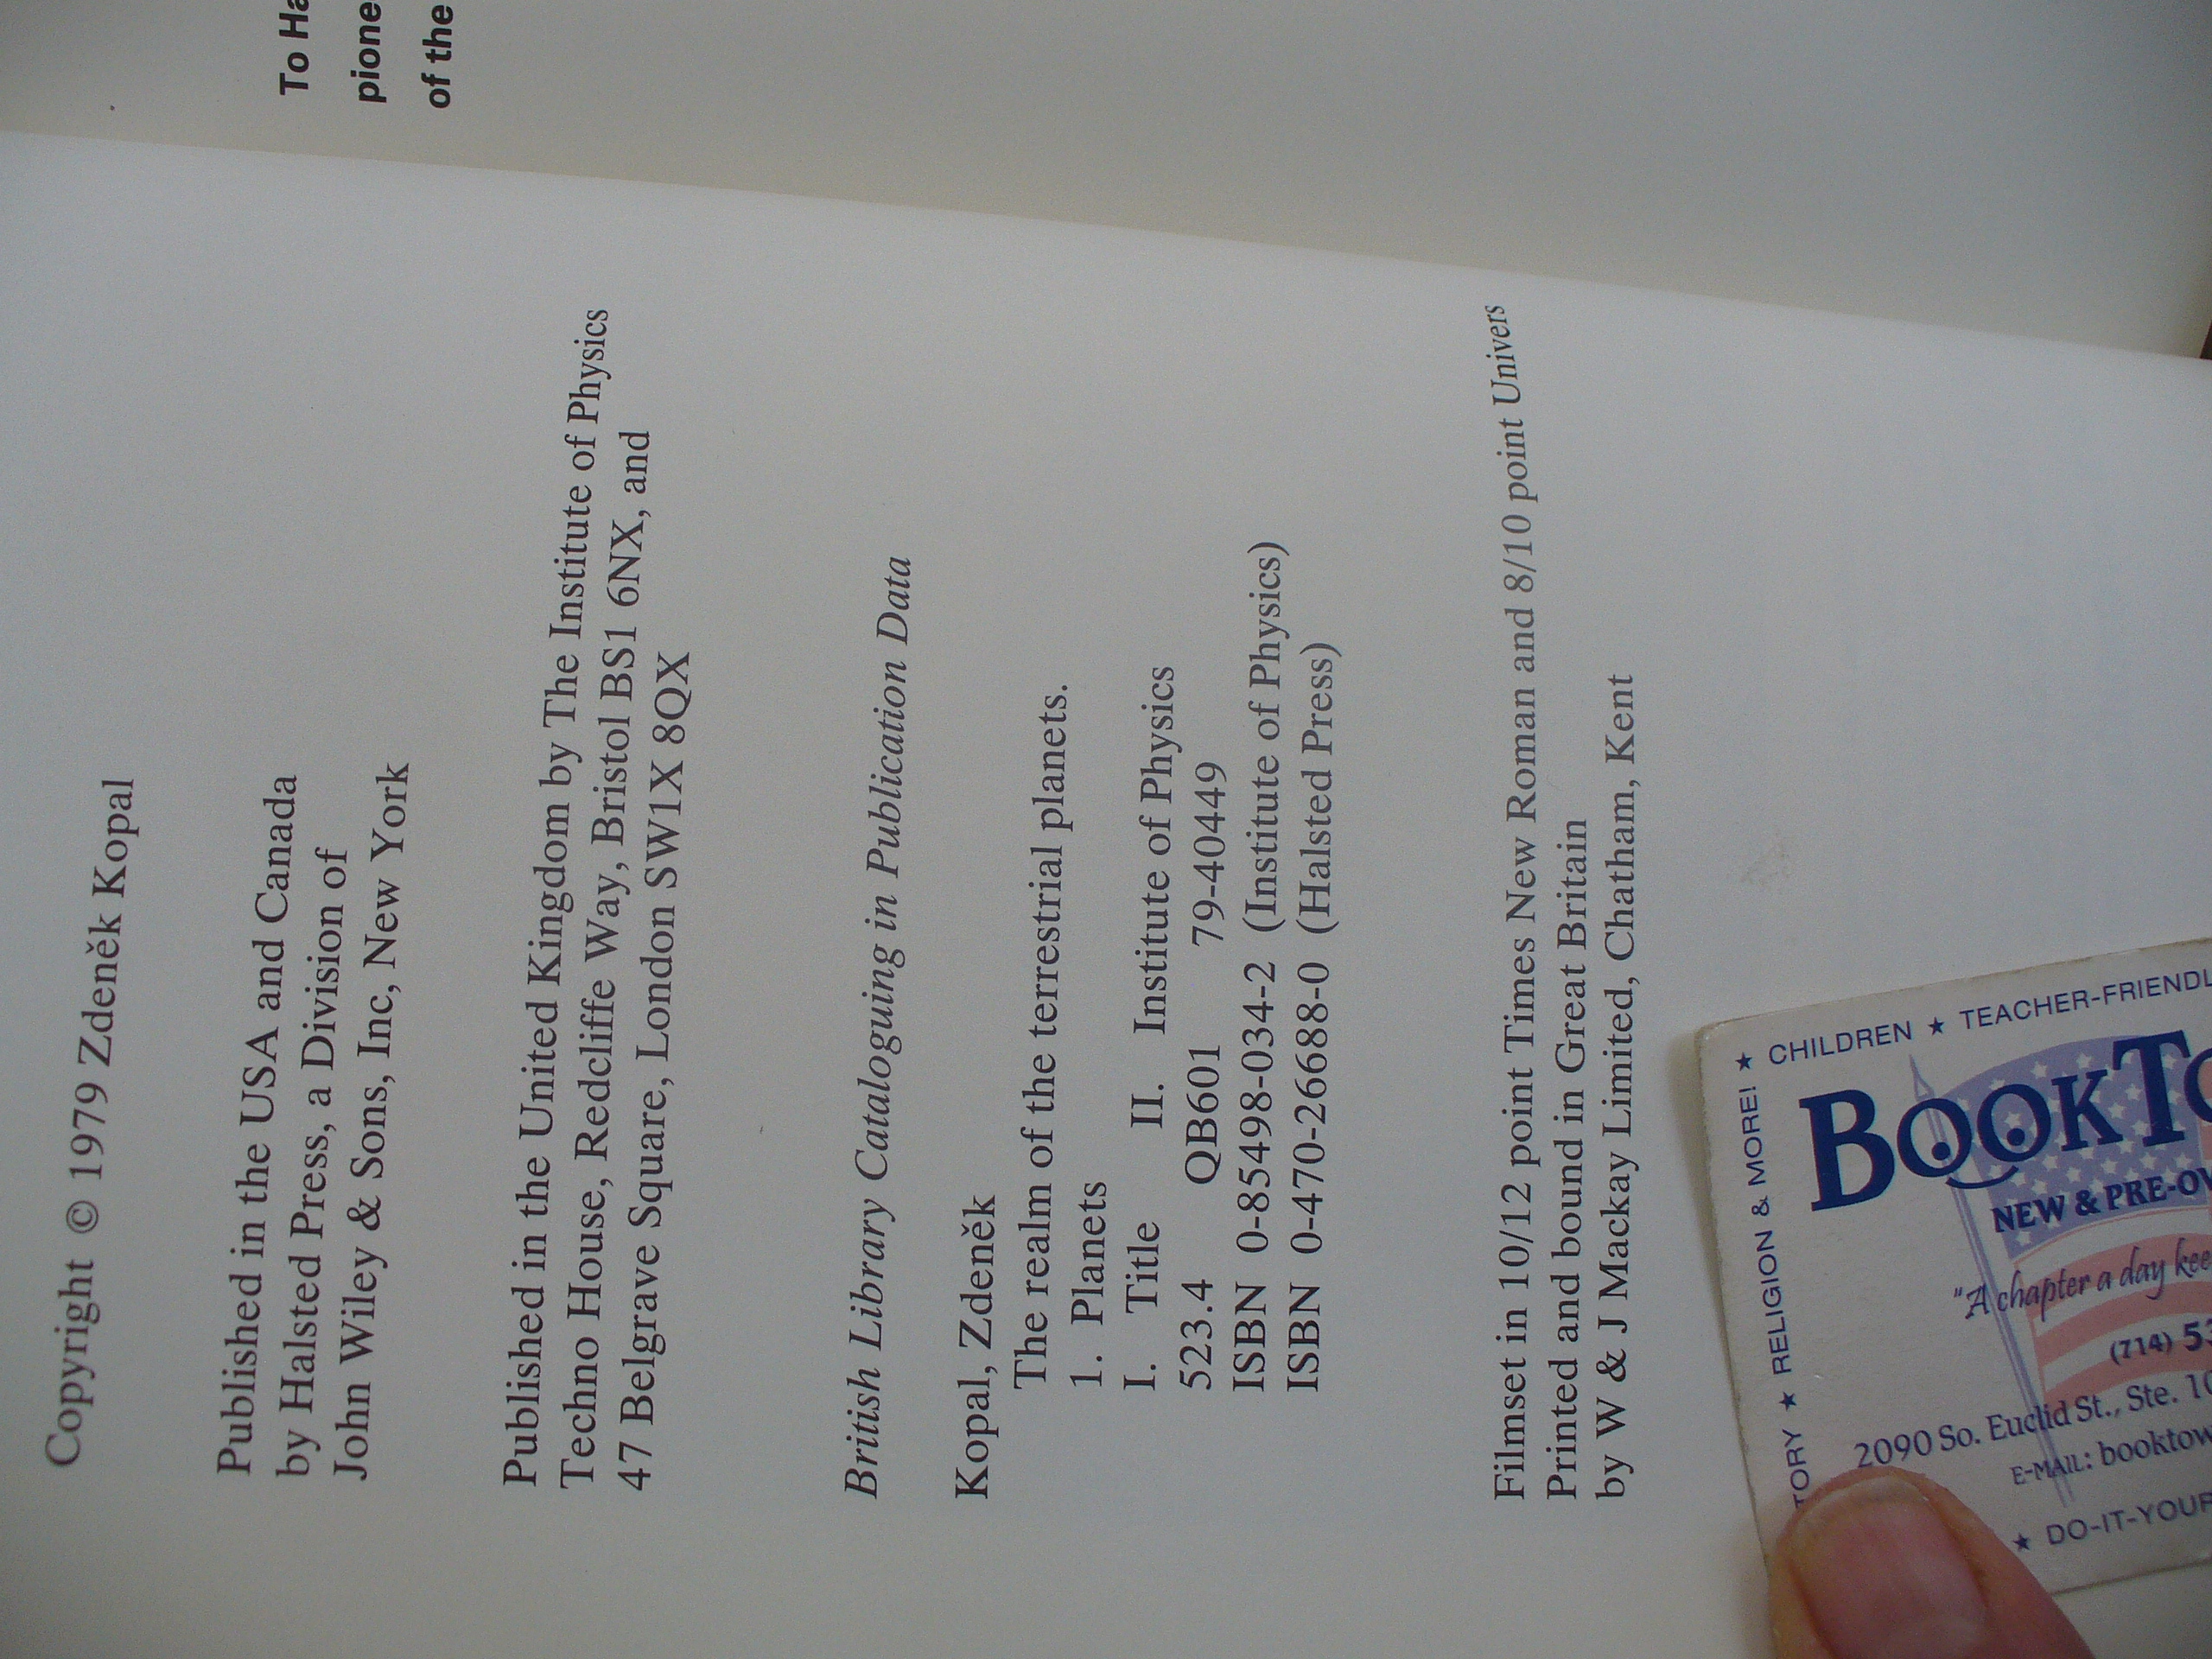 To Ha
pione
of the
Copyright © 1979 Zdeněk Kopal
Published in the USA and Canada
by Halsted Press, a Division of
John Wiley & Sons, Inc, New York
Published in the United Kingdom by The Institute of Physics
Techno House, Redcliffe Way, Bristol BS1 6NX, and
47 Belgrave Square, London SW1X 8QX
British Library Cataloguing in Publication Data
Kopal, Zdeněk
The realm of the terrestrial planets.
1. Planets
I. Title II. Institute of Physics
523.4 QB601 79-40449
ISBN 0-85498-034-2 (Institute of Physics)
ISBN 0-470-26688-0 (Halsted Press)
Filmset in 10/12 point Times New Roman and 8/10 point Univers
Printed and bound in Great Britain
by W & J Mackay Limited, Chatham, Kent
TORY ★ RELIGION & MORE! ★ CHILDREN ★ TEACHER-FRIENDL
BOOKTO
NEW & PRE-OW
"A chapter a day kee
(714) 53
2090 So. Euclid St., Ste. 10
E-MAIL: booktow
★ DO-IT-YOUR